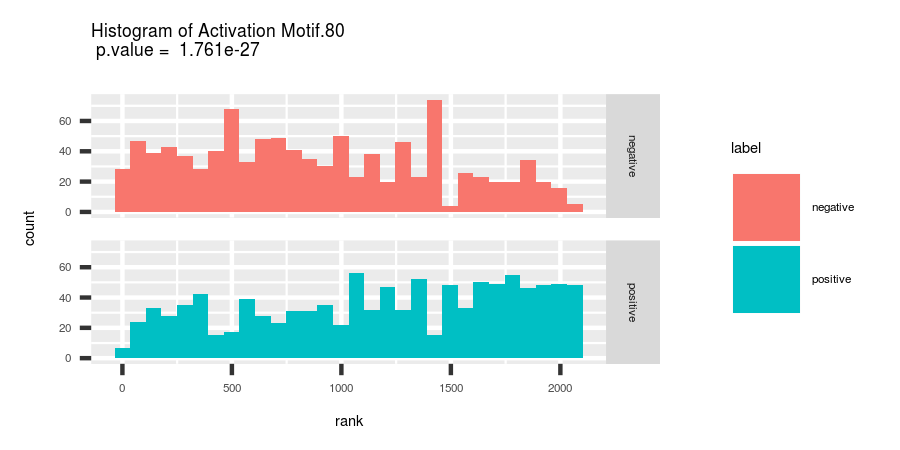 Histogram of Activation Motif.80
p.value = 1.761e-27
count
60
40
20
0
negative
60
40
20
0
positive
0 500 1000 1500 2000
rank
label
negative
positive